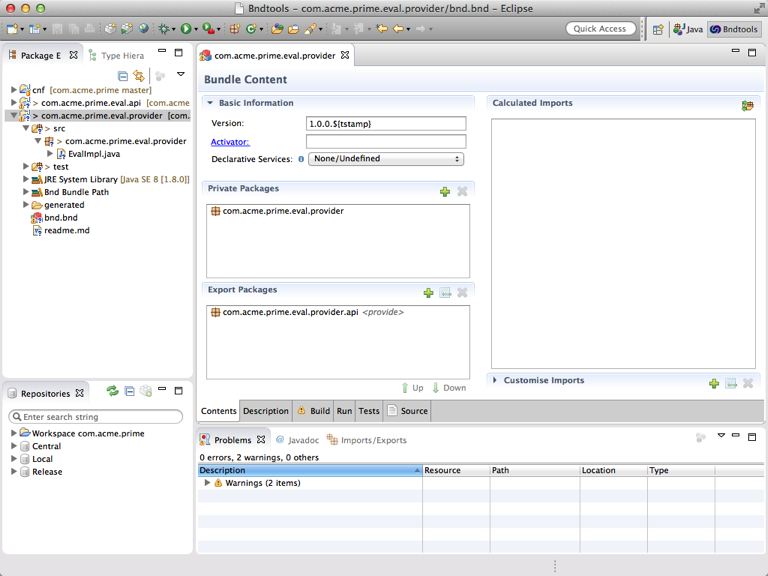 Bndtools – com.acme.prime.eval.provider/bnd.bnd – Eclipse
Quick Access
Java
Bndtools
Package E
Type Hiera
cnf [com.acme.prime master]
> com.acme.prime.eval.api [com.acme
> com.acme.prime.eval.provider [com.
> src
> com.acme.prime.eval.provider
EvalImpl.java
> test
JRE System Library [Java SE 8 [1.8.0]]
Bnd Bundle Path
generated
bnd.bnd
readme.md
Repositories
Enter search string
Workspace com.acme.prime
Central
Local
Release
com.acme.prime.eval.provider
Bundle Content
Basic Information
Version: 1.0.0.${tstamp}
Activator:
Declarative Services: None/Undefined
Private Packages
com.acme.prime.eval.provider
Export Packages
com.acme.prime.eval.provider.api <provide>
Up Down
Calculated Imports
Customise Imports
Contents Description Build Run Tests Source
Problems Javadoc Imports/Exports
0 errors, 2 warnings, 0 others
Description Resource Path Location Type
Warnings (2 items)